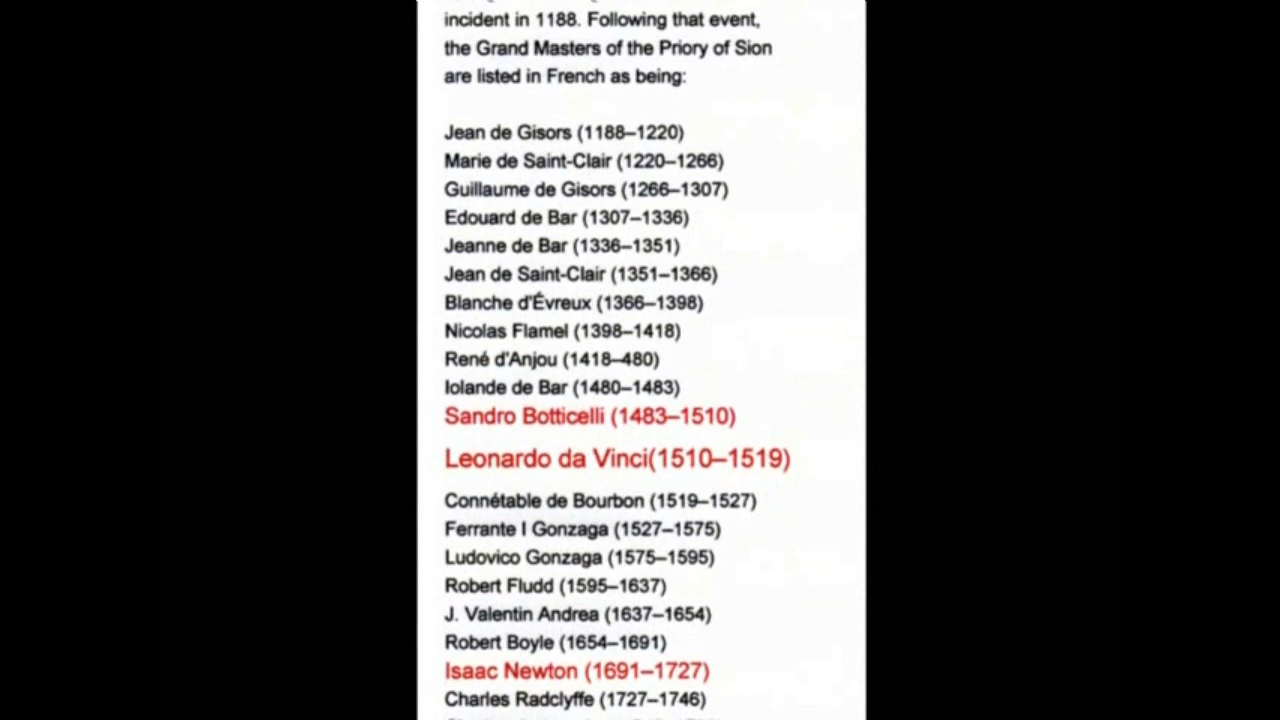 incident in 1188. Following that event,
the Grand Masters of the Priory of Sion
are listed in French as being:
Jean de Gisors (1188–1220)
Marie de Saint-Clair (1220–1266)
Guillaume de Gisors (1266–1307)
Edouard de Bar (1307–1336)
Jeanne de Bar (1336–1351)
Jean de Saint-Clair (1351–1366)
Blanche d'Évreux (1366–1398)
Nicolas Flamel (1398–1418)
René d'Anjou (1418–480)
Iolande de Bar (1480–1483)
Sandro Botticelli (1483–1510)
Leonardo da Vinci(1510–1519)
Connétable de Bourbon (1519–1527)
Ferrante I Gonzaga (1527–1575)
Ludovico Gonzaga (1575–1595)
Robert Fludd (1595–1637)
J. Valentin Andrea (1637–1654)
Robert Boyle (1654–1691)
Isaac Newton (1691–1727)
Charles Radclyffe (1727–1746)